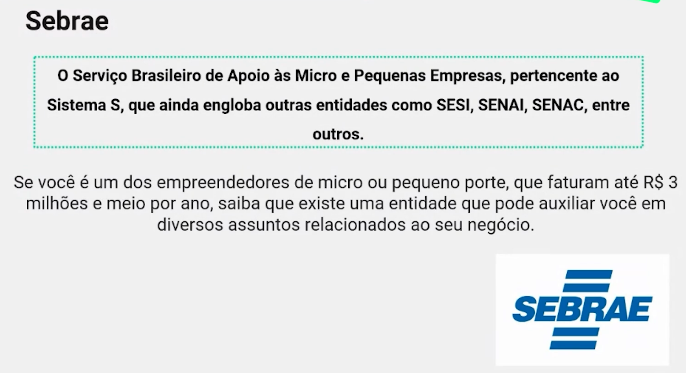 Sebrae
O Serviço Brasileiro de Apoio às Micro e Pequenas Empresas, pertencente ao
Sistema S, que ainda engloba outras entidades como SESI, SENAI, SENAC, entre
outros.
Se você é um dos empreendedores de micro ou pequeno porte, que faturam até R$ 3
milhões e meio por ano, saiba que existe uma entidade que pode auxiliar você em
diversos assuntos relacionados ao seu negócio.
SEBRAE